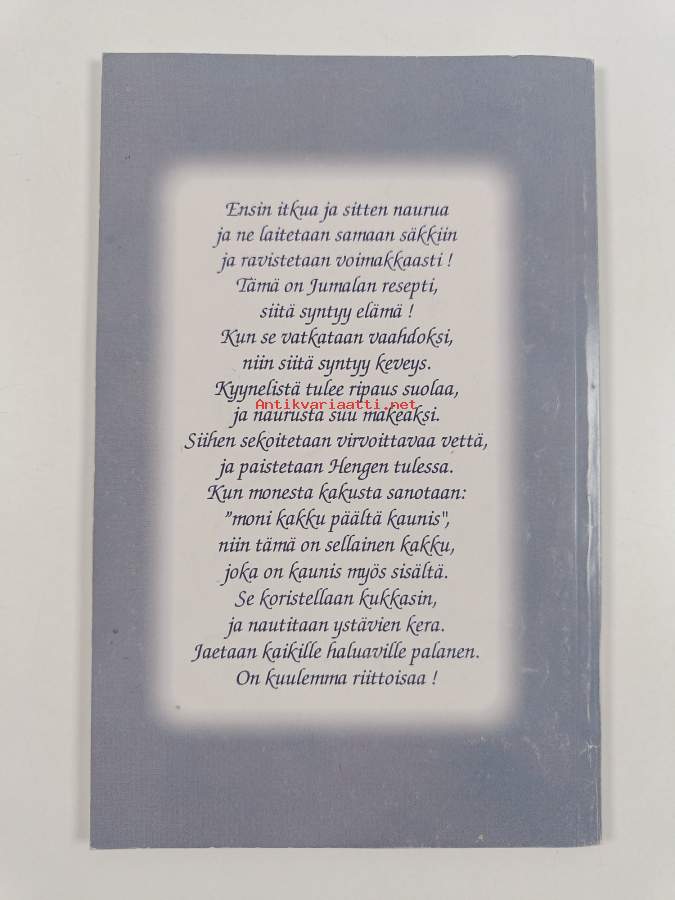 Ensin itkua ja sitten naurua
ja ne laitetaan samaan säkkiin
ja ravistetaan voimakkaasti !
Tämä on Jumalan resepti,
siitä syntyy elämä !
Kun se vatkataan vaahdoksi,
niin siitä syntyy keveys.
Kyynelistä tulee ripaus suolaa,
Antikvariaatti.net
ja naurusta suu makeaksi.
Siihen sekoitetaan virvoittavaa vettä,
ja paistetaan Hengen tulessa.
Kun monesta kakusta sanotaan:
”moni kakku päältä kaunis",
niin tämä on sellainen kakku,
joka on kaunis myös sisältä.
Se koristellaan kukkasin,
ja nautitaan ystävien kera.
Jaetaan kaikille haluaville palanen.
On kuulemma riittoisaa !